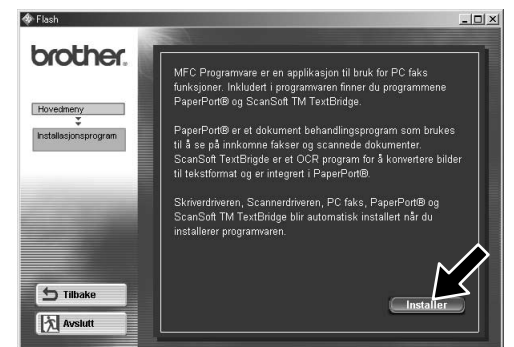 Flash
brother.
Hovedmeny
Installasjonsprogram
MFC Programvare er en applikasjon til bruk for PC faks
funksjoner. Inkludert i programvaren finner du programmene
PaperPort® og ScanSoft TM TextBridge.
PaperPort® er et dokument behandlingsprogram som brukes
til å se på innkomne fakser og scannede dokumenter.
ScanSoft TextBrigde er et OCR program for å konvertere bilder
til tekstformat og er integrert i PaperPort®.
Skriverdriveren, Scannerdriveren, PC faks, PaperPort® og
ScanSoft TM TextBridge blir automatisk installert når du
installerer programvaren.
Installer
Tilbake
Avslutt